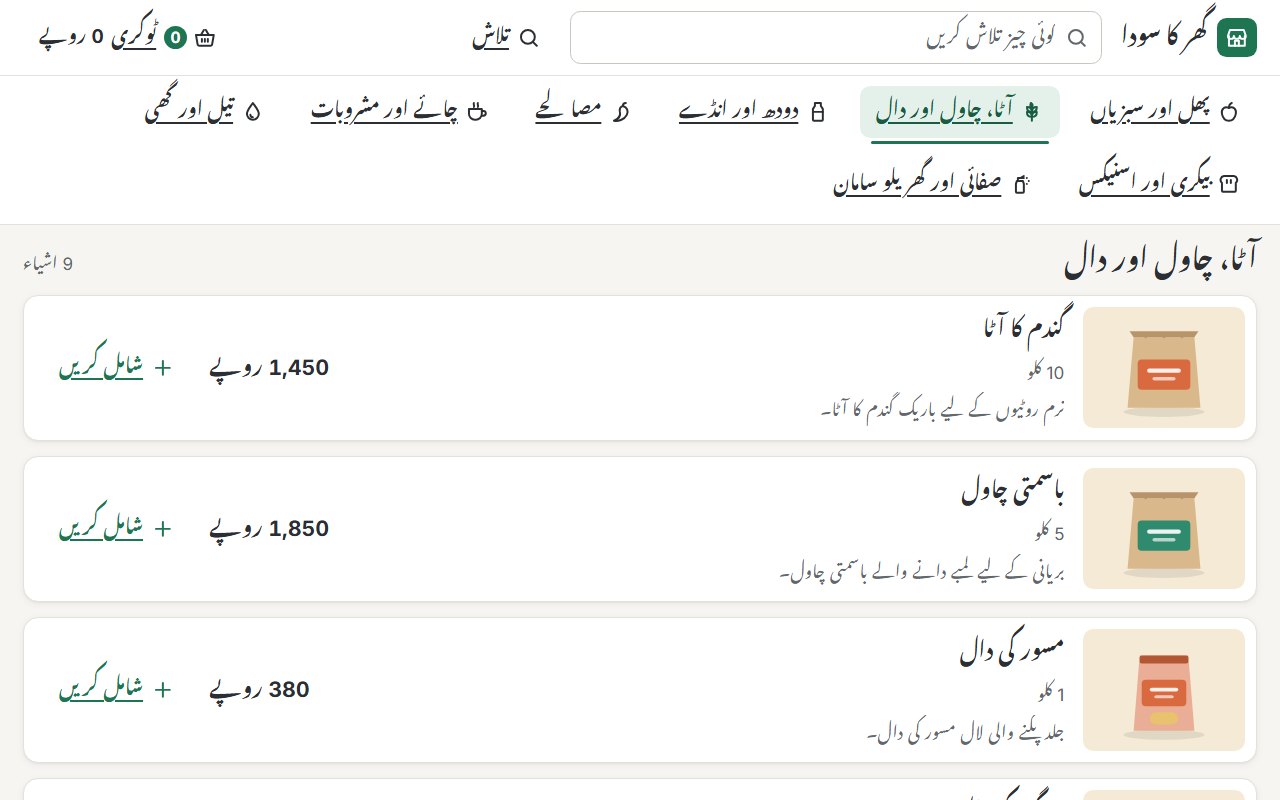 گھر کا سودا
کوئی چیز تلاش کریں
تلاش
0 ٹوکری 0 روپے
پھل اور سبزیاں
آٹا، چاول اور دال
دودھ اور انڈے
مصالحے
چائے اور مشروبات
تیل اور گھی
بیکری اور اسنیکس
صفائی اور گھریلو سامان
آٹا، چاول اور دال
9 اشیاء
گندم کا آٹا
10 کلو
نرم روٹیوں کے لیے باریک گندم کا آٹا۔
1,450 روپے
شامل کریں
باسمتی چاول
5 کلو
بریانی کے لیے لمبے دانے والے باسمتی چاول۔
1,850 روپے
شامل کریں
مسور کی دال
1 کلو
جلد پکنے والی لال مسور کی دال۔
380 روپے
شامل کریں